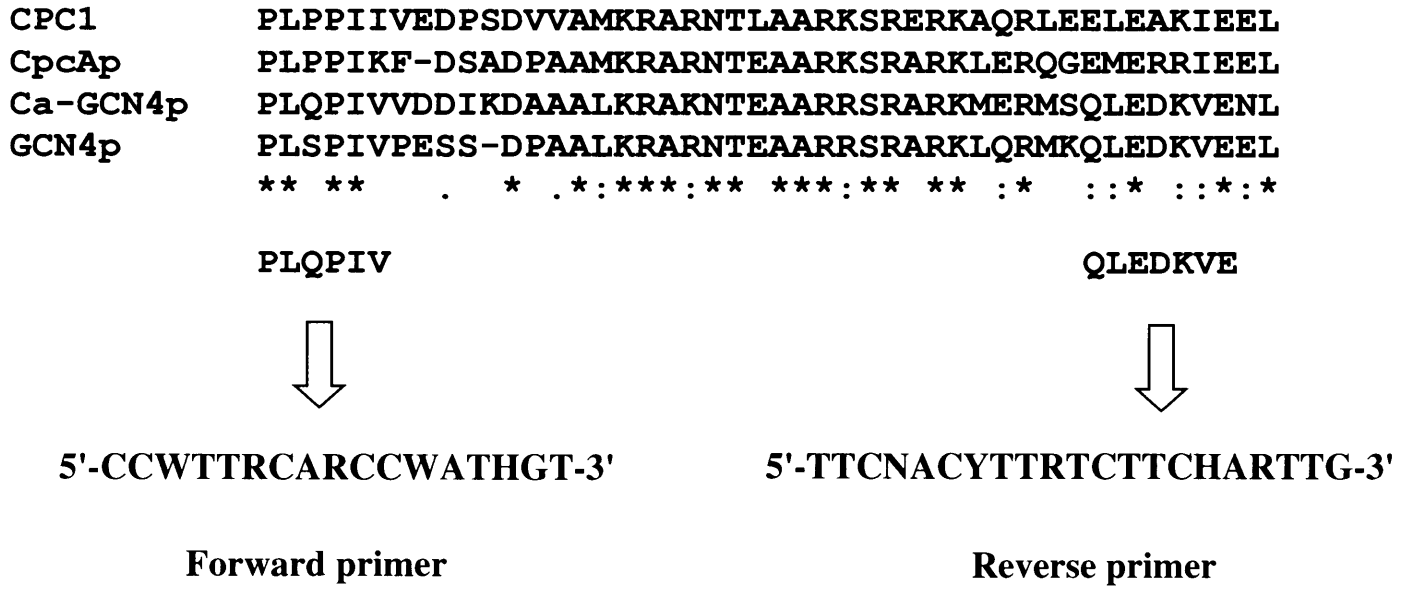 CPC1 PLPPIIVEDPSDVVAMKRARNTLAARKSRERKAQRLEELEAKIEEL
CpcAp PLPPIKF-DSADPAAMKRARNTEAARKSRARKLERQGEMERRIEEL
Ca-GCN4p PLQPIVVDDIKDAAALKRAKNTEAARRSRARKMERMSQLEDKVENL
GCN4p PLSPIVPESS-DPAALKRARNTEAARRSRARKLQRMKQLEDKVEEL
** **   .  * .*:***:** ***:** ** :*  ::* ::*:*
PLQPIV QLEDKVE
5'-CCWTTRCARCCWATHGT-3' 5'-TTCNACYTTRTCTTCHARTTG-3'
Forward primer Reverse primer